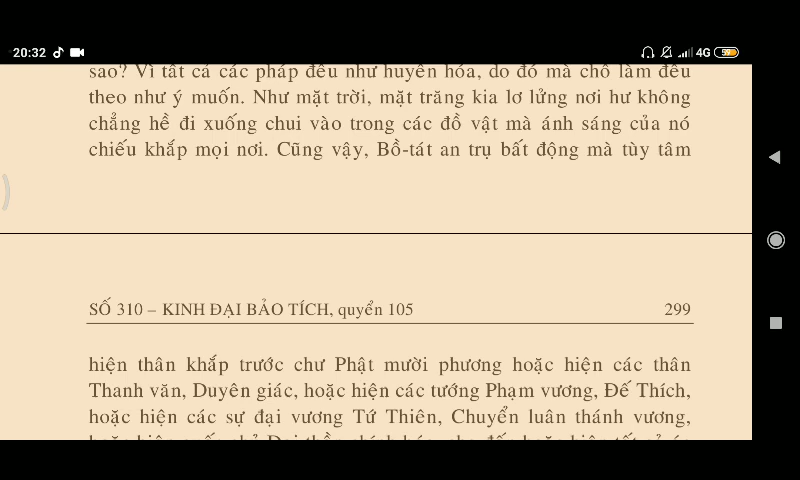 20:32
4G 59
sao? Vì tất cả các pháp đều như huyễn hóa, do đó mà chỗ làm đều
theo như ý muốn. Như mặt trời, mặt trăng kia lơ lửng nơi hư không
chẳng hề đi xuống chui vào trong các đồ vật mà ánh sáng của nó
chiếu khắp mọi nơi. Cũng vậy, Bồ-tát an trụ bất động mà tùy tâm
SỐ 310 – KINH ĐẠI BẢO TÍCH, quyển 105 299
hiện thân khắp trước chư Phật mười phương hoặc hiện các thân
Thanh văn, Duyên giác, hoặc hiện các tướng Phạm vương, Đế Thích,
hoặc hiện các sự đại vương Tứ Thiên, Chuyển luân thánh vương,